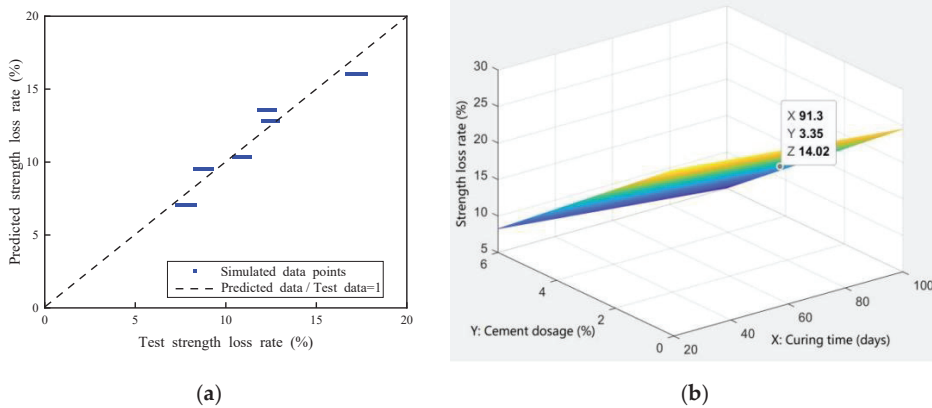 20
15
10
5
0
0
5
10
15
20
Predicted strength loss rate (%)
Test strength loss rate (%)
Simulated data points
Predicted data / Test data=1
(a)
30
25
20
15
10
5
Strength loss rate (%)
X 91.3
Y 3.35
Z 14.02
6
4
2
0
Y: Cement dosage (%)
20
40
60
80
100
X: Curing time (days)
(b)